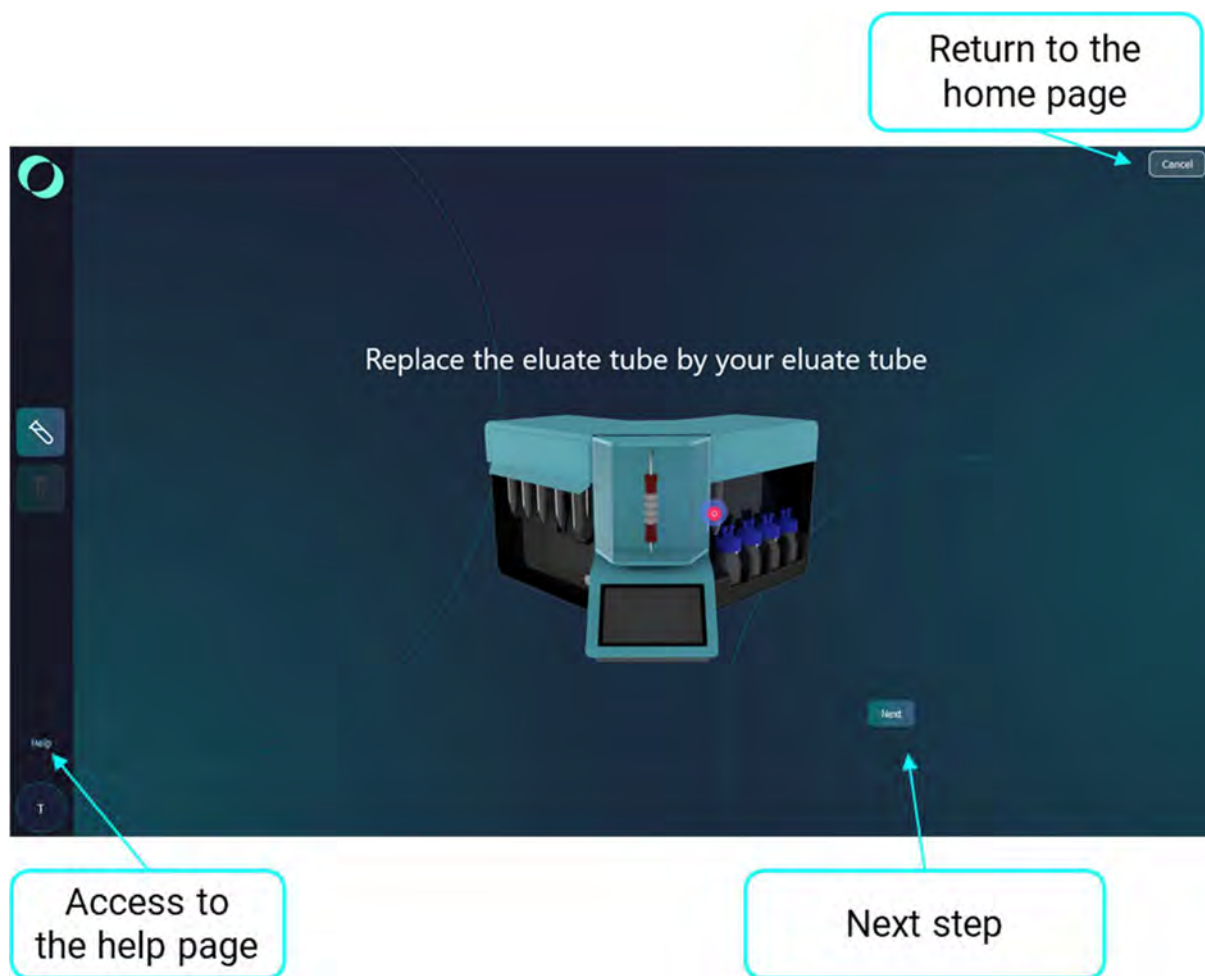 Return to the
home page
Cancel
Replace the eluate tube by your eluate tube
Next
Help
T
Access to
the help page
Next step